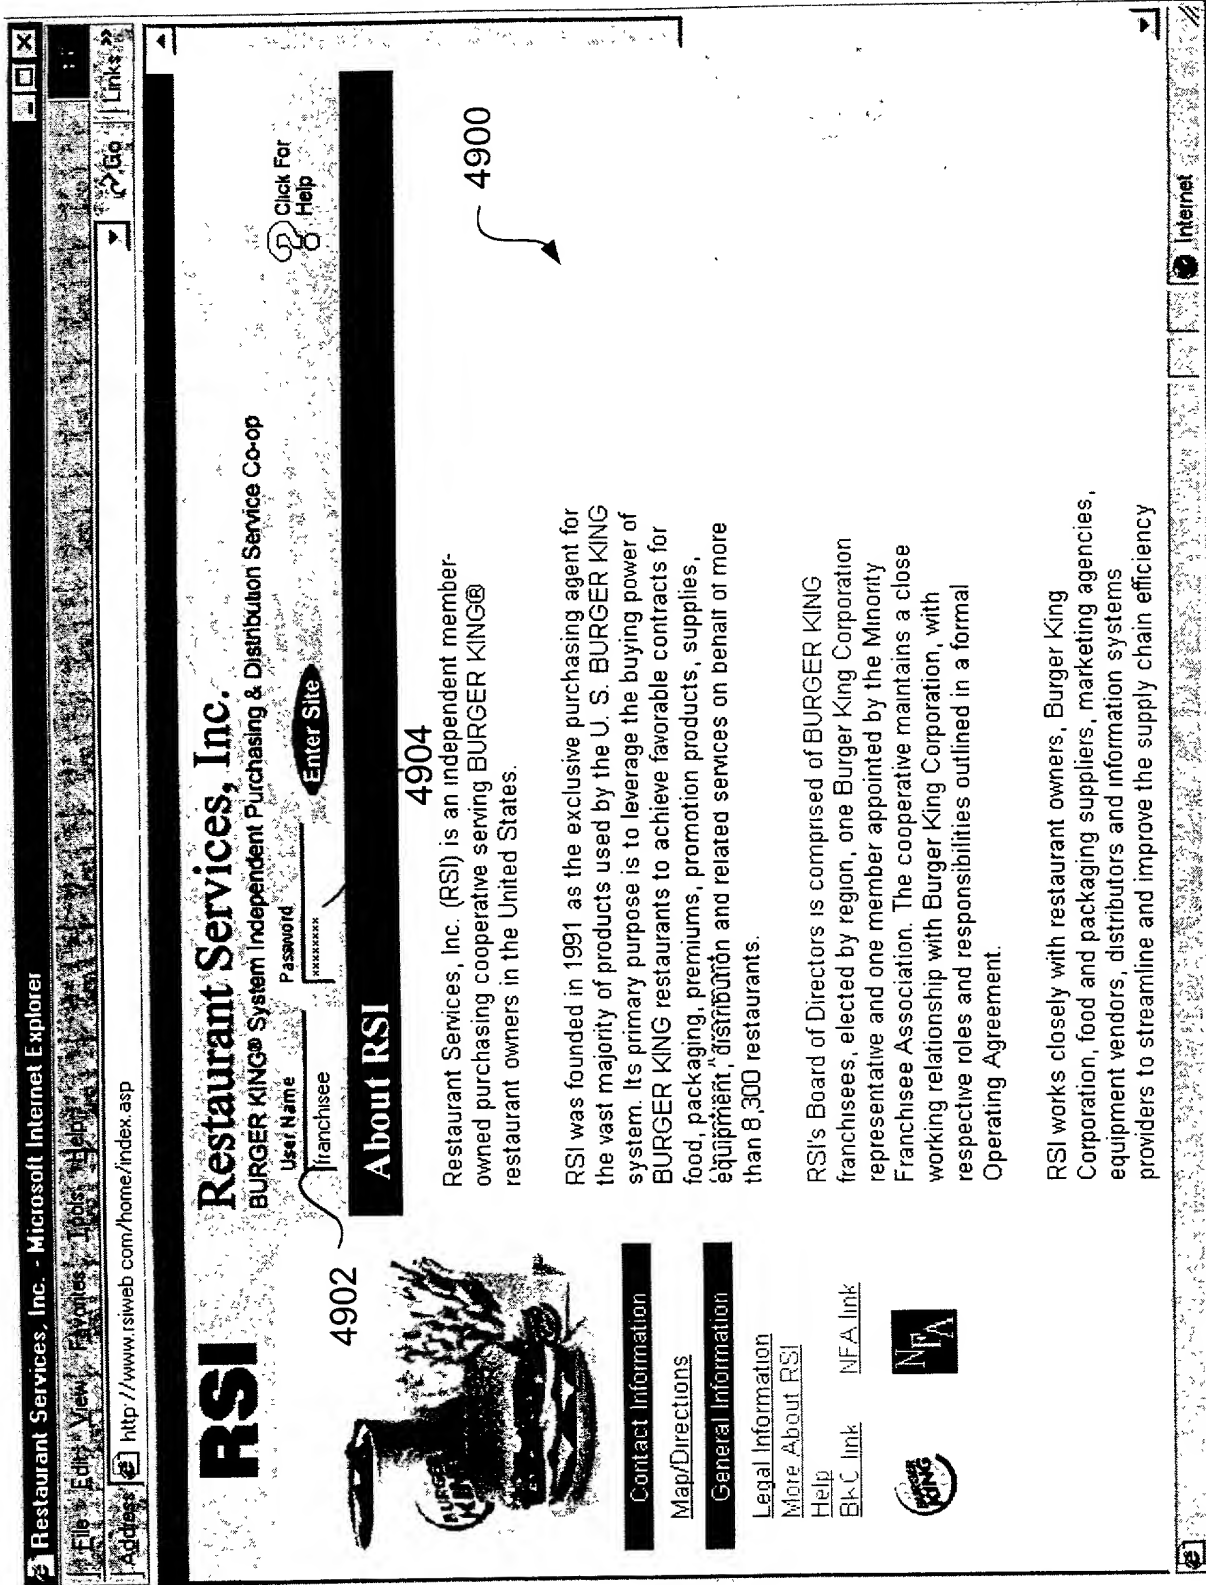 Restaurant Services, Inc. - Microsoft Internet Explorer
File Edit View Favorites Tools Help
Address http://www.rsiweb com/home/index.asp Go Links »
RSI
Restaurant Services, Inc.
BURGER KING® System Independent Purchasing & Distribution Service Co-op
User Name Password
franchisee xxxxxxxx Enter Site
Click For
Help
4902
4904
4900
About RSI
BURGER
KING
Contact Information
Map/Directions
General Information
Legal Information
More About RSI
Help
BKC link NFA link
BURGER
KING
NFA
Restaurant Services, Inc. (RSI) is an independent member-
owned purchasing cooperative serving BURGER KING®
restaurant owners in the United States.
RSI was founded in 1991 as the exclusive purchasing agent for
the vast majority of products used by the U. S. BURGER KING
system. Its primary purpose is to leverage the buying power of
BURGER KING restaurants to achieve favorable contracts for
food, packaging, premiums, promotion products, supplies,
equipment, distribution and related services on behalf of more
than 8,300 restaurants.
RSI's Board of Directors is comprised of BURGER KING
franchisees, elected by region, one Burger King Corporation
representative and one member appointed by the Minority
Franchisee Association. The cooperative maintains a close
working relationship with Burger King Corporation, with
respective roles and responsibilities outlined in a formal
Operating Agreement.
RSI works closely with restaurant owners, Burger King
Corporation, food and packaging suppliers, marketing agencies,
equipment vendors, distributors and information systems
providers to streamline and improve the supply chain efficiency
Internet